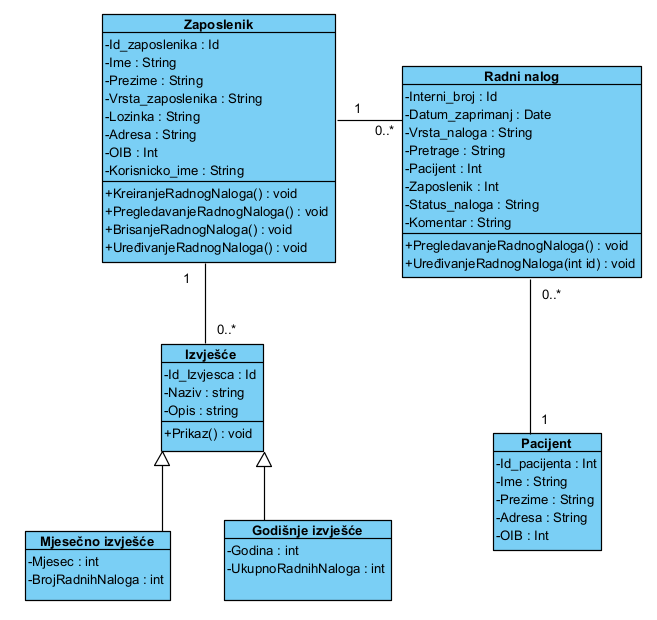 Zaposlenik
-Id_zaposlenika : Id
-Ime : String
-Prezime : String
-Vrsta_zaposlenika : String
-Lozinka : String
-Adresa : String
-OIB : Int
-Korisnicko_ime : String
+KreiranjeRadnogNaloga() : void
+PregledavanjeRadnogNaloga() : void
+BrisanjeRadnogNaloga() : void
+UređivanjeRadnogNaloga() : void
1
0..*
Radni nalog
-Interni_broj : Id
-Datum_zaprimanj : Date
-Vrsta_naloga : String
-Pretrage : String
-Pacijent : Int
-Zaposlenik : Int
-Status_naloga : String
-Komentar : String
+PregledavanjeRadnogNaloga() : void
+UređivanjeRadnogNaloga(int id) : void
1
0..*
Izvješće
-Id_Izvjesca : Id
-Naziv : string
-Opis : string
+Prikaz() : void
0..*
1
Pacijent
-Id_pacijenta : Int
-Ime : String
-Prezime : String
-Adresa : String
-OIB : Int
Mjesečno izvješće
-Mjesec : int
-BrojRadnihNaloga : int
Godišnje izvješće
-Godina : int
-UkupnoRadnihNaloga : int